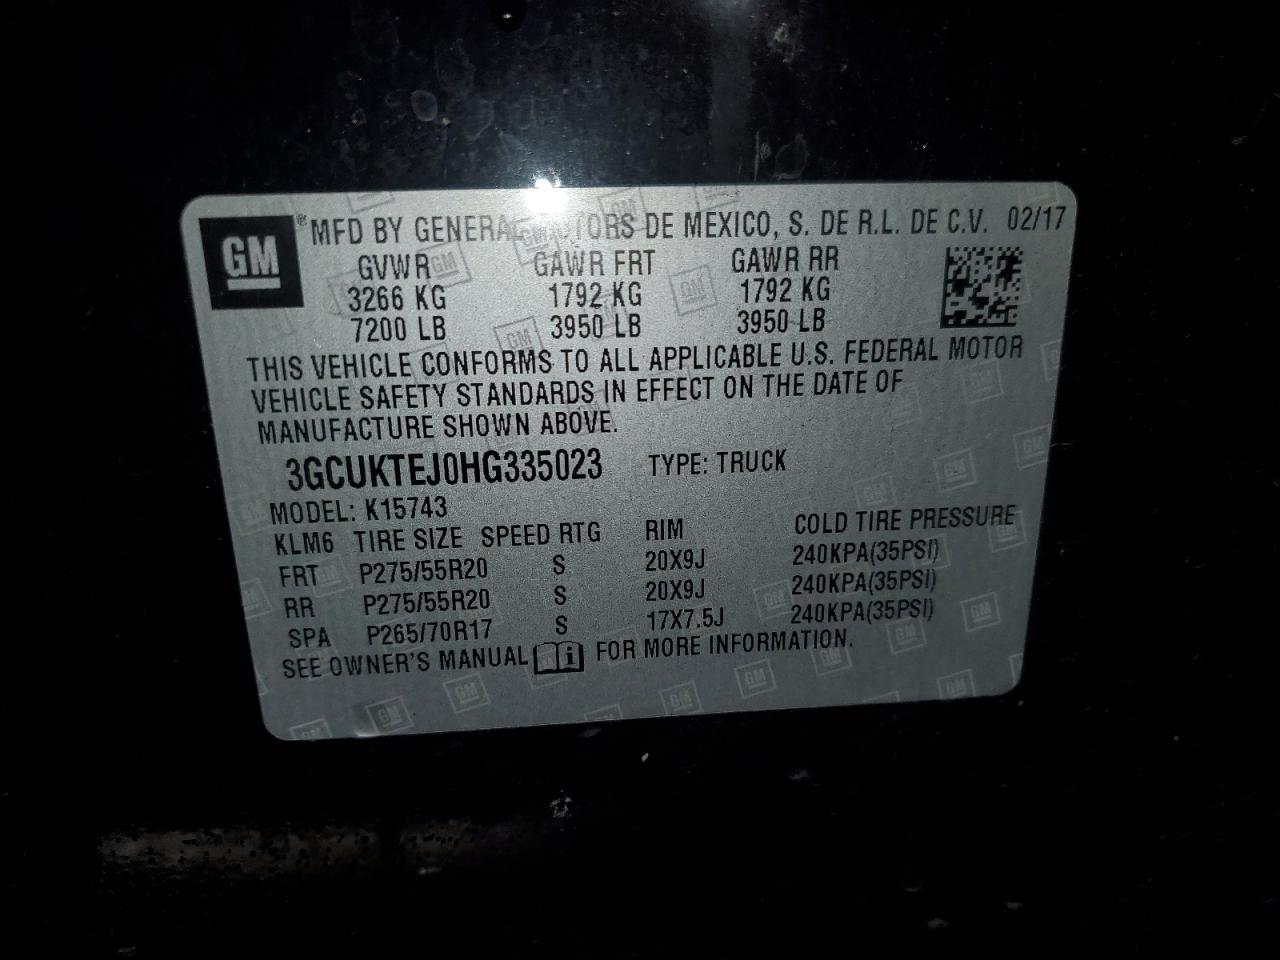 GM
® MFD BY GENERAL MOTORS DE MEXICO, S. DE R.L. DE C.V. 02/17
GVWR GAWR FRT GAWR RR
3266 KG 1792 KG 1792 KG
7200 LB 3950 LB 3950 LB
THIS VEHICLE CONFORMS TO ALL APPLICABLE U.S. FEDERAL MOTOR
VEHICLE SAFETY STANDARDS IN EFFECT ON THE DATE OF
MANUFACTURE SHOWN ABOVE.
3GCUKTEJ0HG335023 TYPE: TRUCK
MODEL: K15743
KLM6 TIRE SIZE SPEED RTG RIM COLD TIRE PRESSURE
FRT P275/55R20 S 20X9J 240KPA(35PSI)
RR P275/55R20 S 20X9J 240KPA(35PSI)
SPA P265/70R17 S 17X7.5J 240KPA(35PSI)
SEE OWNER'S MANUAL i FOR MORE INFORMATION.